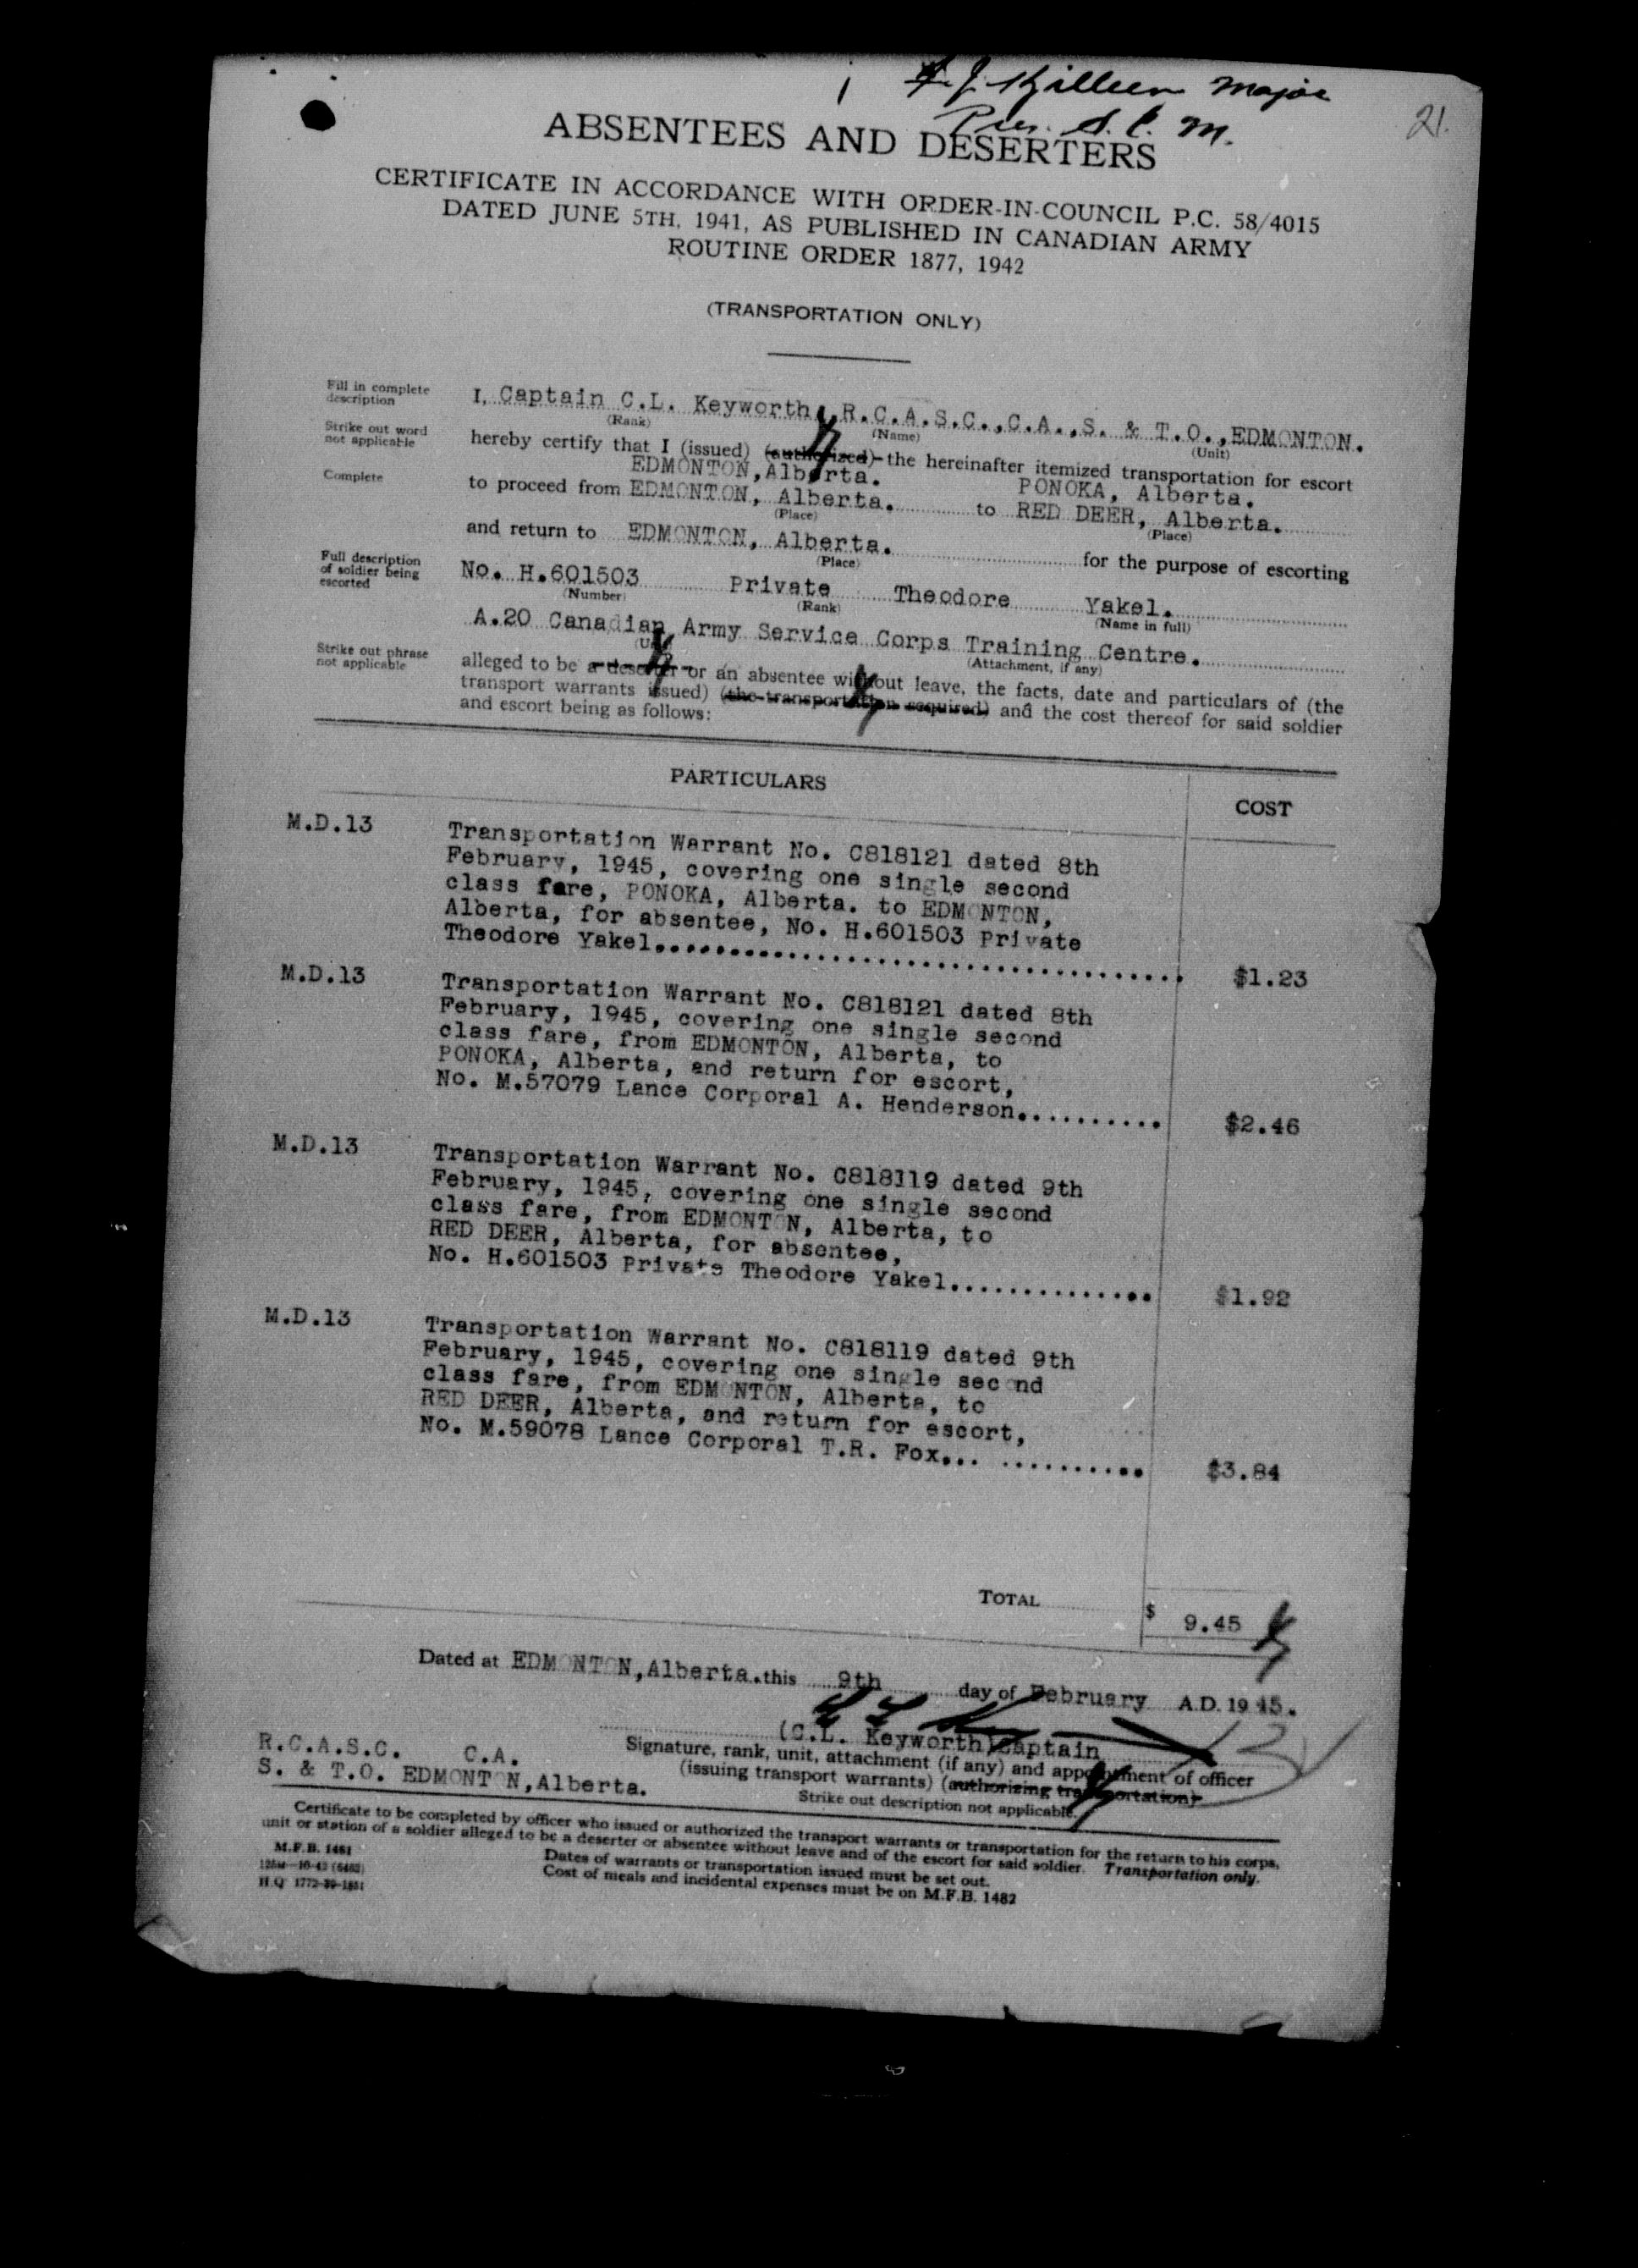 F. J. Killeen Major
Pres. S. C. M.
21.
ABSENTEES AND DESERTERS
CERTIFICATE IN ACCORDANCE WITH ORDER-IN-COUNCIL P.C. 58/4015
DATED JUNE 5TH, 1941, AS PUBLISHED IN CANADIAN ARMY
ROUTINE ORDER 1877, 1942
(TRANSPORTATION ONLY)
Fill in complete
description
I, Captain C.L. Keyworth, R.C.A.S.C.,C.A.,S. & T.O.,EDMONTON.
(Rank) (Name) (Unit)
Strike out word
not applicable
hereby certify that I (issued) (authorized) the hereinafter itemized transportation for escort
EDMONTON,Alberta. PONOKA, Alberta.
Complete
to proceed from EDMONTON, Alberta. to RED DEER, Alberta.
(Place) (Place)
and return to EDMONTON, Alberta. for the purpose of escorting
(Place)
Full description
of soldier being
escorted
No. H.601503 Private Theodore Yakel.
(Number) (Rank) (Name in full)
A.20 Canadian Army Service Corps Training Centre.
(Attachment, if any)
Strike out phrase
not applicable
alleged to be a deserter or an absentee without leave, the facts, date and particulars of (the
transport warrants issued) (the transportation required) and the cost thereof for said soldier
and escort being as follows:
PARTICULARS COST
M.D.13 Transportation Warrant No. C818121 dated 8th
February, 1945, covering one single second
class fare, PONOKA, Alberta. to EDMONTON,
Alberta, for absentee, No. H.601503 Private
Theodore Yakel.................................... $1.23
M.D.13 Transportation Warrant No. C818121 dated 8th
February, 1945, covering one single second
class fare, from EDMONTON, Alberta, to
PONOKA, Alberta, and return for escort,
No. M.57079 Lance Corporal A. Henderson.......... $2.46
M.D.13 Transportation Warrant No. C818119 dated 9th
February, 1945, covering one single second
class fare, from EDMONTON, Alberta, to
RED DEER, Alberta, for absentee,
No. H.601503 Private Theodore Yakel.............. $1.92
M.D.13 Transportation Warrant No. C818119 dated 9th
February, 1945, covering one single second
class fare, from EDMONTON, Alberta, to
RED DEER, Alberta, and return for escort,
No. M.59078 Lance Corporal T.R. Fox... .......... $3.84
TOTAL $ 9.45
Dated at EDMONTON,Alberta. this 9th day of February A.D. 1945.
(C.L. Keyworth)Captain
R.C.A.S.C. C.A.
S. & T.O. EDMONTON,Alberta.
Signature, rank, unit, attachment (if any) and appointment of officer
(issuing transport warrants) (authorizing transportation)
Strike out description not applicable.
Certificate to be completed by officer who issued or authorized the transport warrants or transportation for the return to his corps,
unit or station of a soldier alleged to be a deserter or absentee without leave and of the escort for said soldier. Transportation only.
Dates of warrants or transportation issued must be set out.
Cost of meals and incidental expenses must be on M.F.B. 1482
M.F.B. 1481
H.Q. 1772-39-1851